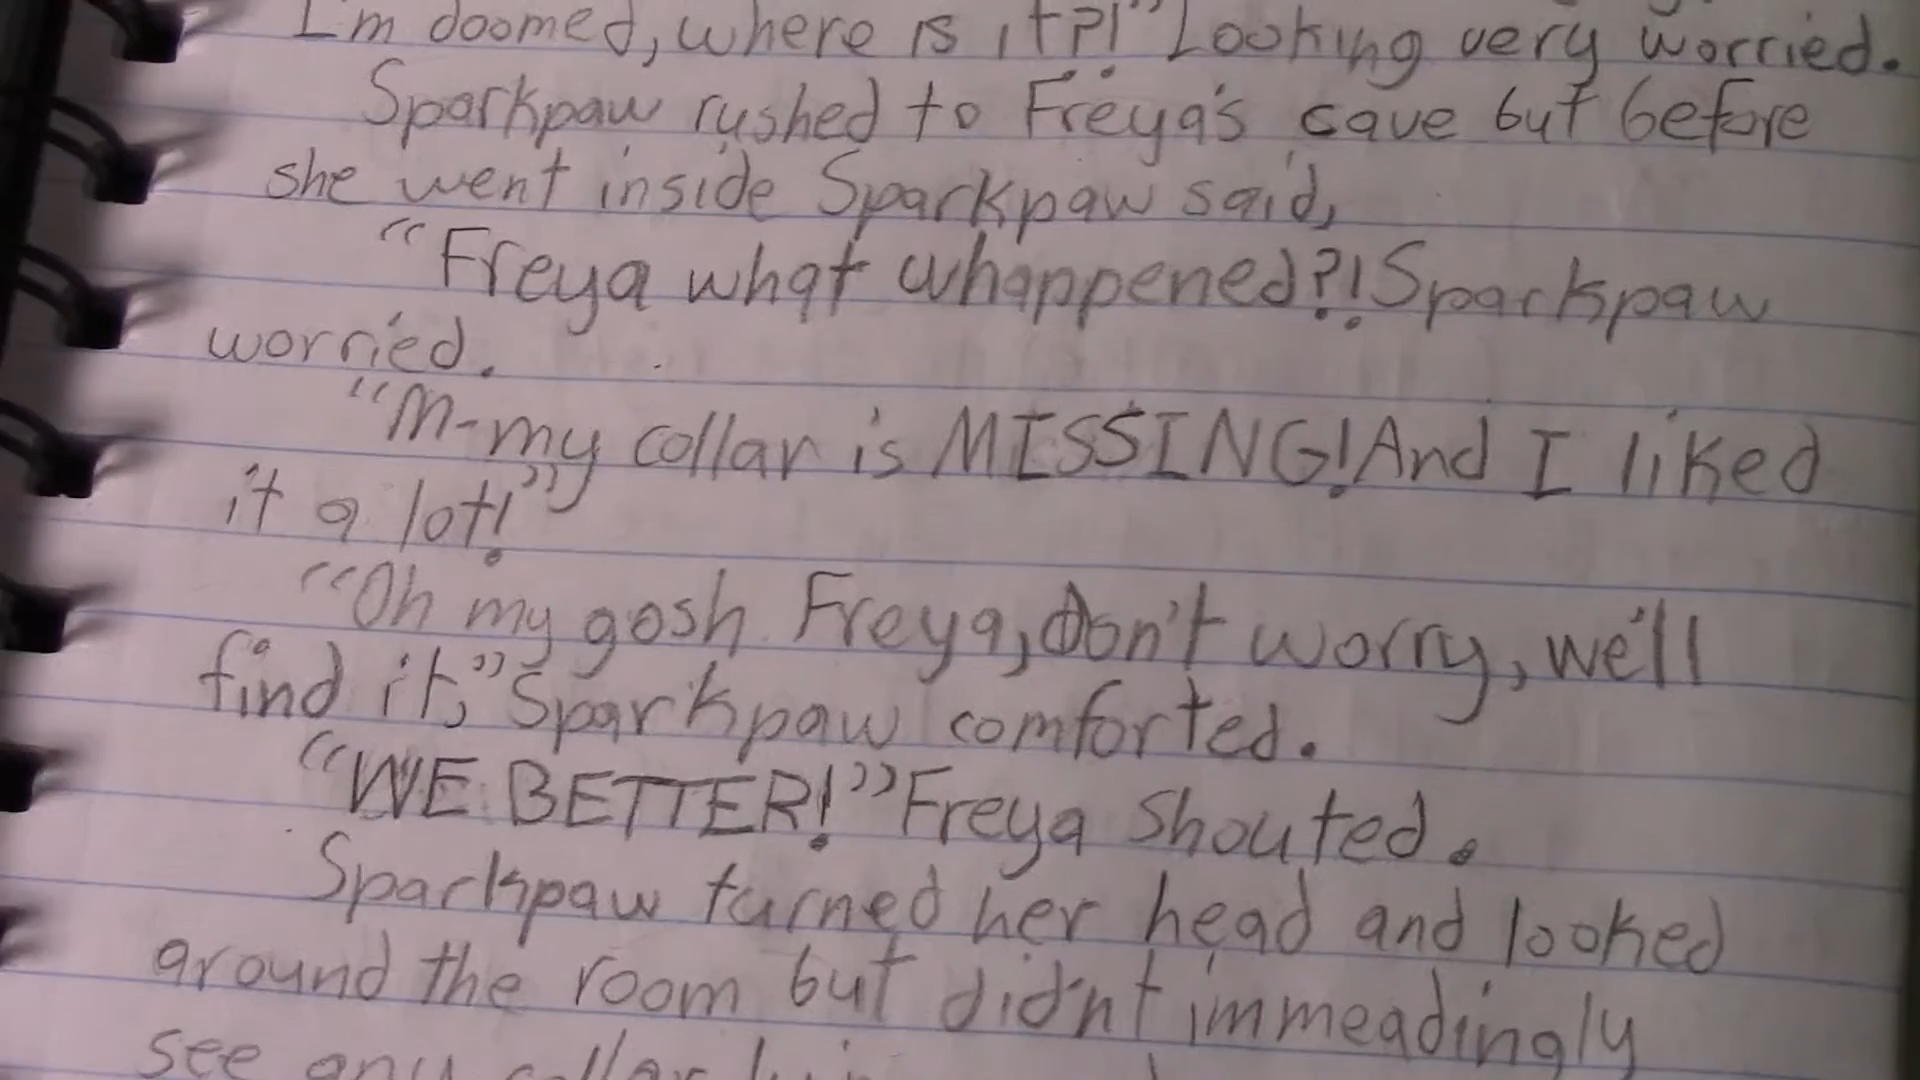 I'm doomed, where is it?!" Looking very worried.
Sparkpaw rushed to Freya's cave but before
she went inside Sparkpaw said,
"Freya what whappened?! Sparkpaw
worried.
"M-my collar is MISSING! And I liked
it a lot!"
"Oh my gosh Freya, don't worry, we'll
find it," Sparkpaw comforted.
"WE BETTER!" Freya shouted.
Sparkpaw turned her head and looked
around the room but didn't immeadingly
see any collar